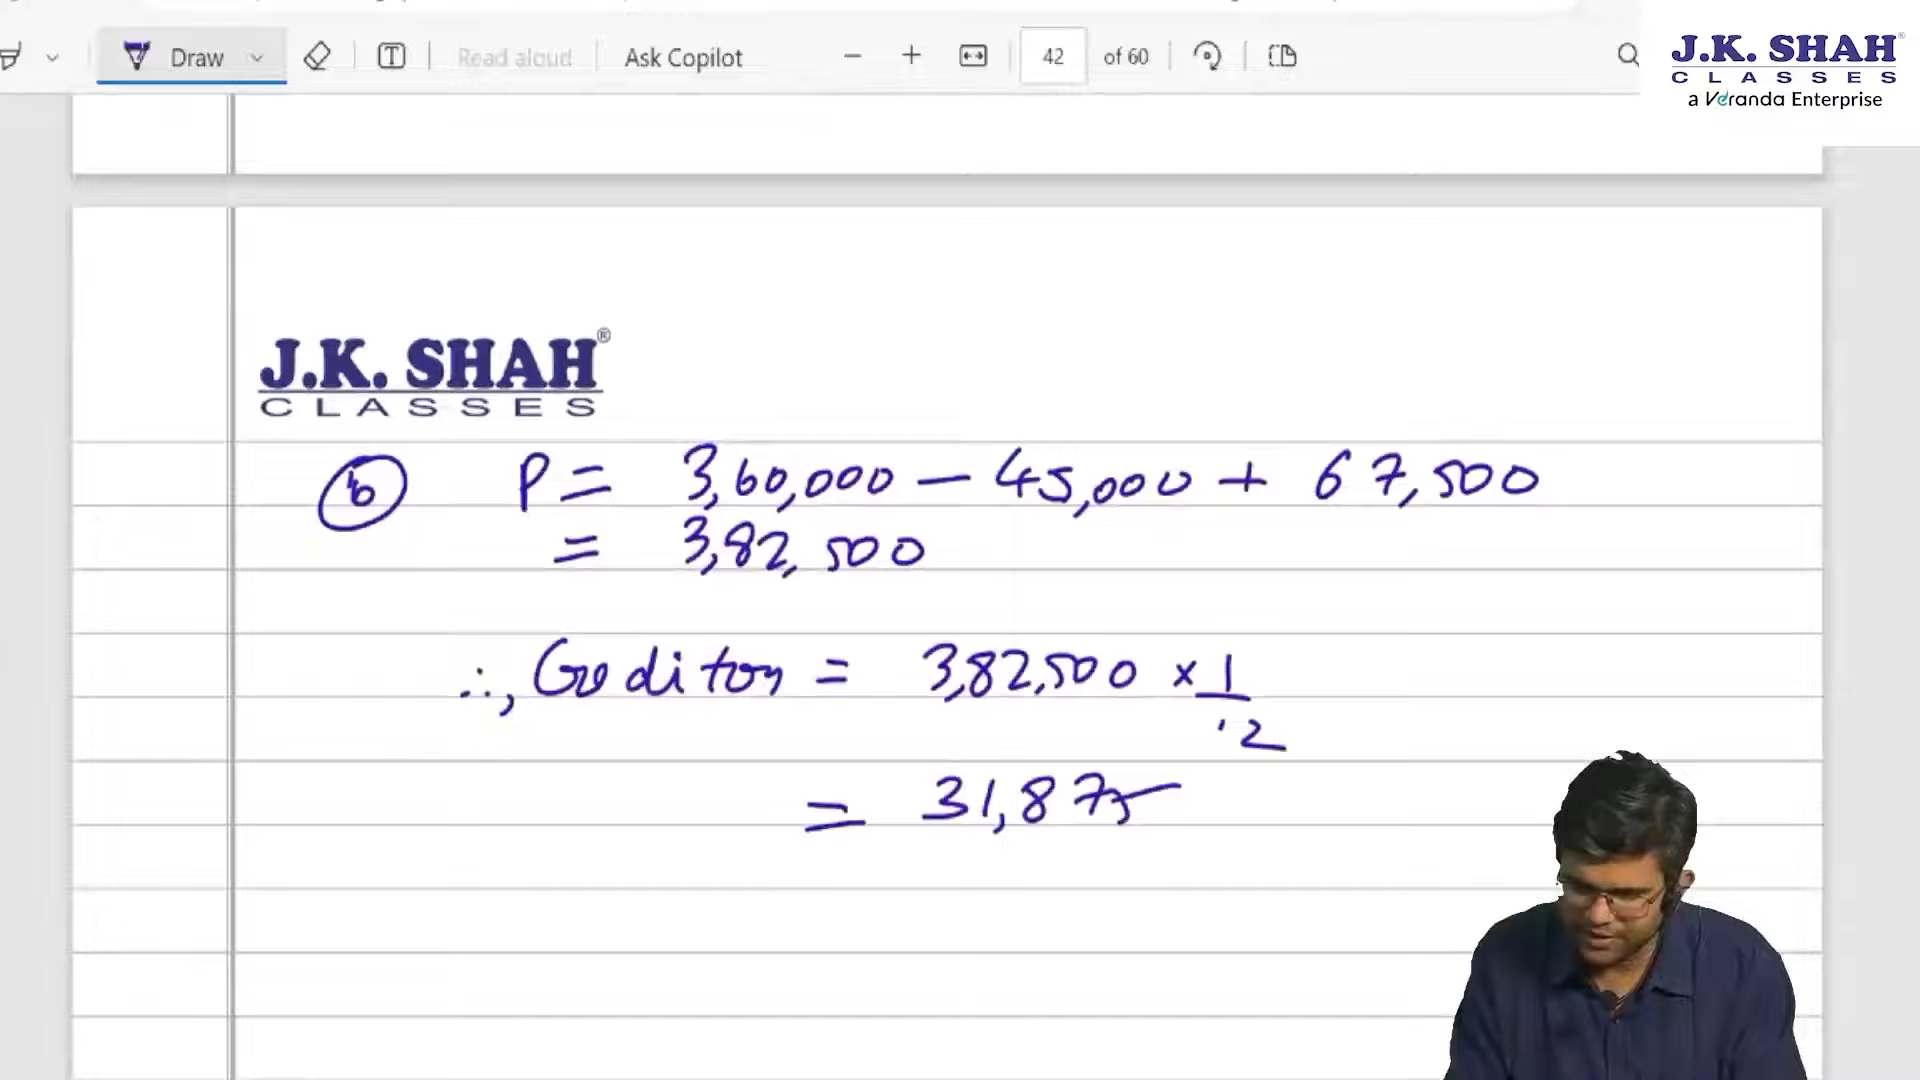 Draw
Read aloud
Ask Copilot
42 of 60
J.K. SHAH®
CLASSES
a Veranda Enterprise
J.K. SHAH®
CLASSES
6 P = 3,60,000 - 45,000 + 67,500
= 3,82,500
∴, Creditors = 3,82,500 × 1/12
= 31,875